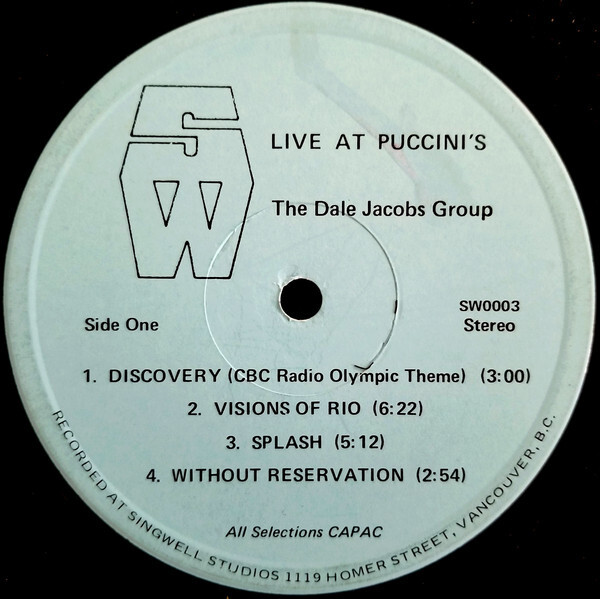 SW
LIVE AT PUCCINI'S
The Dale Jacobs Group
Side One
SW0003
Stereo
1. DISCOVERY (CBC Radio Olympic Theme) (3:00)
2. VISIONS OF RIO (6:22)
3. SPLASH (5:12)
4. WITHOUT RESERVATION (2:54)
All Selections CAPAC
RECORDED AT SINGWELL STUDIOS 1119 HOMER STREET, VANCOUVER, B.C.